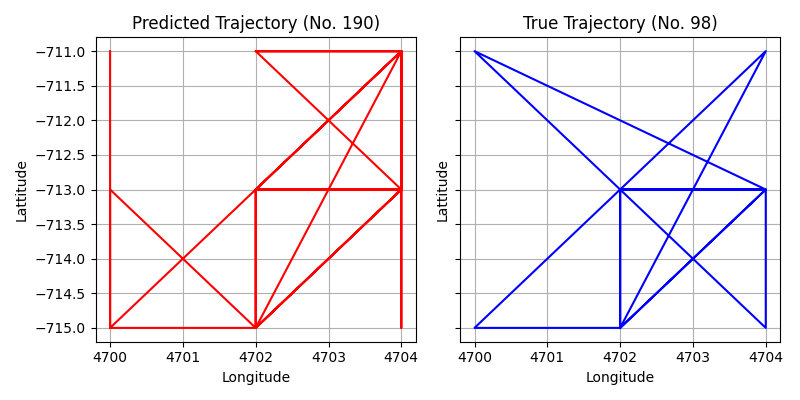 Predicted Trajectory (No. 190)
True Trajectory (No. 98)
−711.0
−711.5
−712.0
−712.5
−713.0
−713.5
−714.0
−714.5
−715.0
Lattitude
Lattitude
4700 4701 4702 4703 4704
4700 4701 4702 4703 4704
Longitude
Longitude